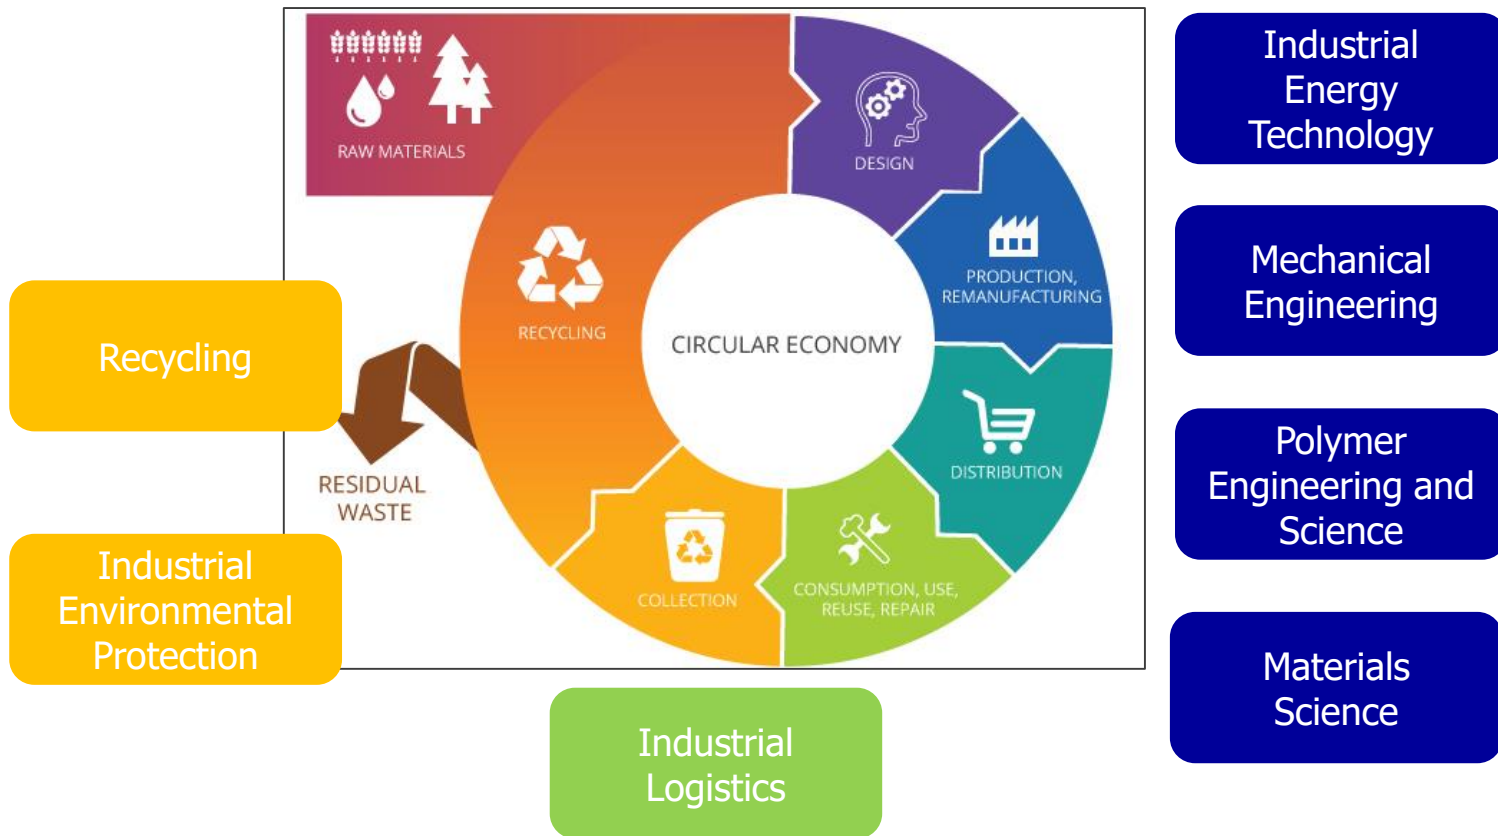 RAW MATERIALS
DESIGN
PRODUCTION,
REMANUFACTURING
RECYCLING
CIRCULAR ECONOMY
DISTRIBUTION
RESIDUAL
WASTE
COLLECTION
CONSUMPTION, USE,
REUSE, REPAIR
Recycling
Industrial
Environmental
Protection
Industrial
Logistics
Industrial
Energy
Technology
Mechanical
Engineering
Polymer
Engineering and
Science
Materials
Science